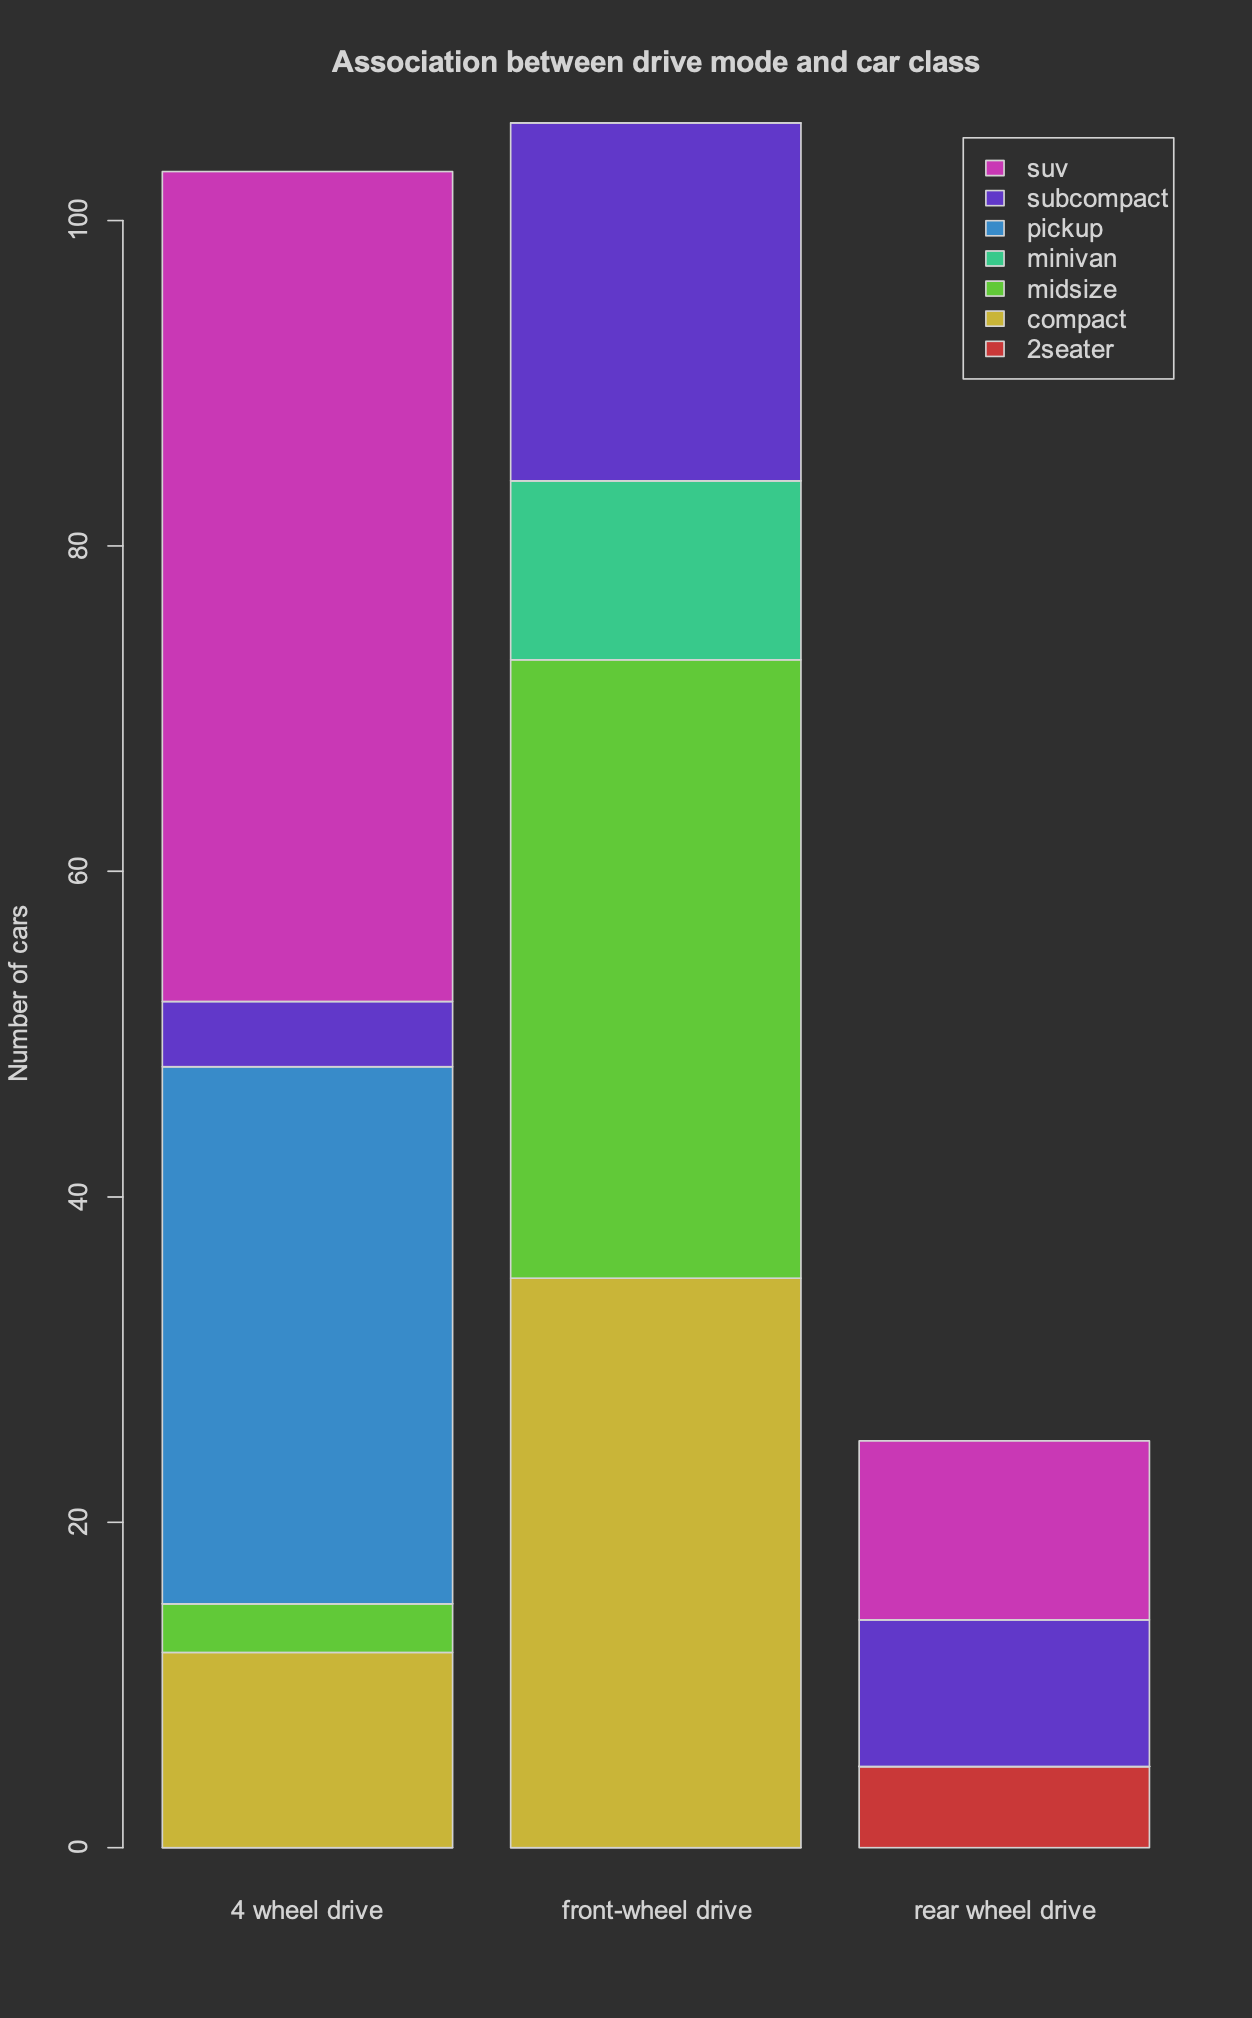 Association between drive mode and car class
suv
subcompact
pickup
minivan
midsize
compact
2seater
100
80
60
40
20
0
Number of cars
4 wheel drive
front-wheel drive
rear wheel drive